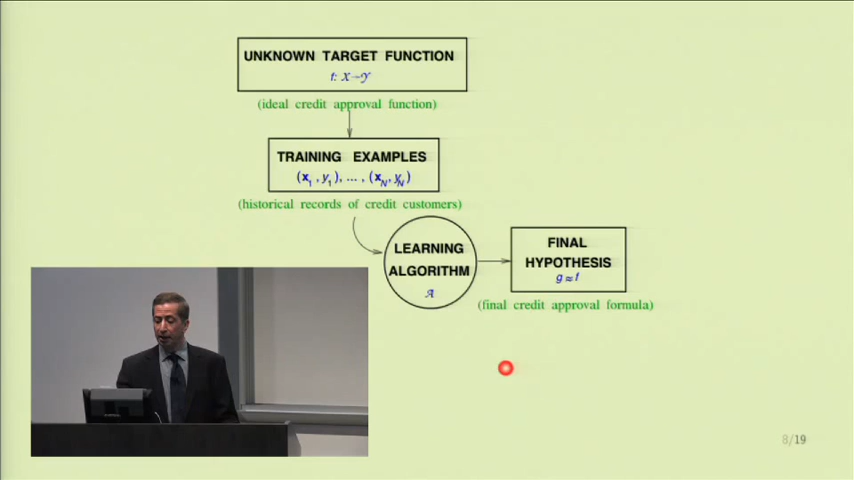 UNKNOWN TARGET FUNCTION
f: X→Y
(ideal credit approval function)
TRAINING EXAMPLES
(x1, y1), ... , (xN, yN)
(historical records of credit customers)
LEARNING
ALGORITHM
A
FINAL
HYPOTHESIS
g ≈ f
(final credit approval formula)
8/19